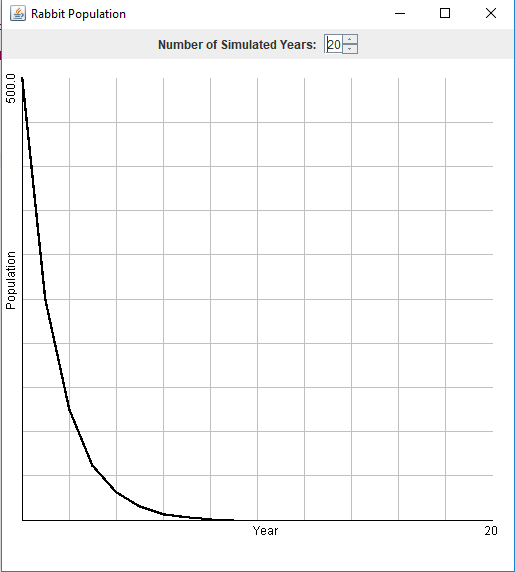 Rabbit Population
Number of Simulated Years: 20
500.0
Population
Year
20